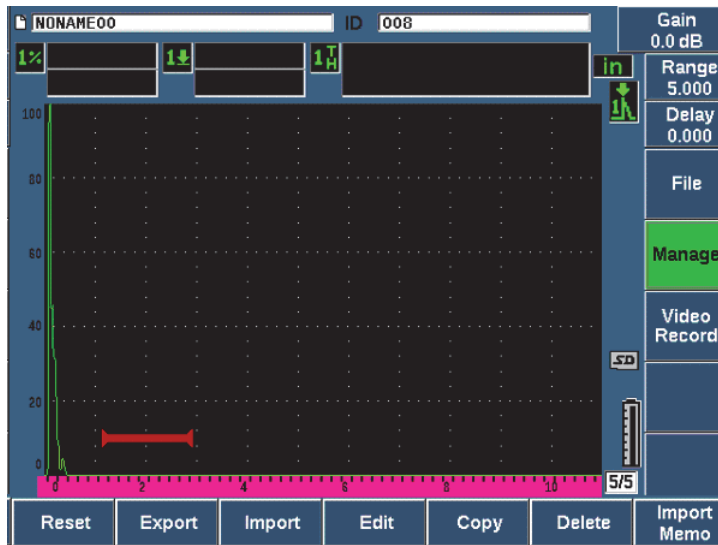 NONAME00 ID 008
Gain
0.0 dB
1% 1 1 T H in
Range
5.000
Delay
0.000
1
File
Manage
Video
Record
SD
100
80
60
40
20
0
0 2 4 6 8 10
5/5
Reset Export Import Edit Copy Delete Import
Memo